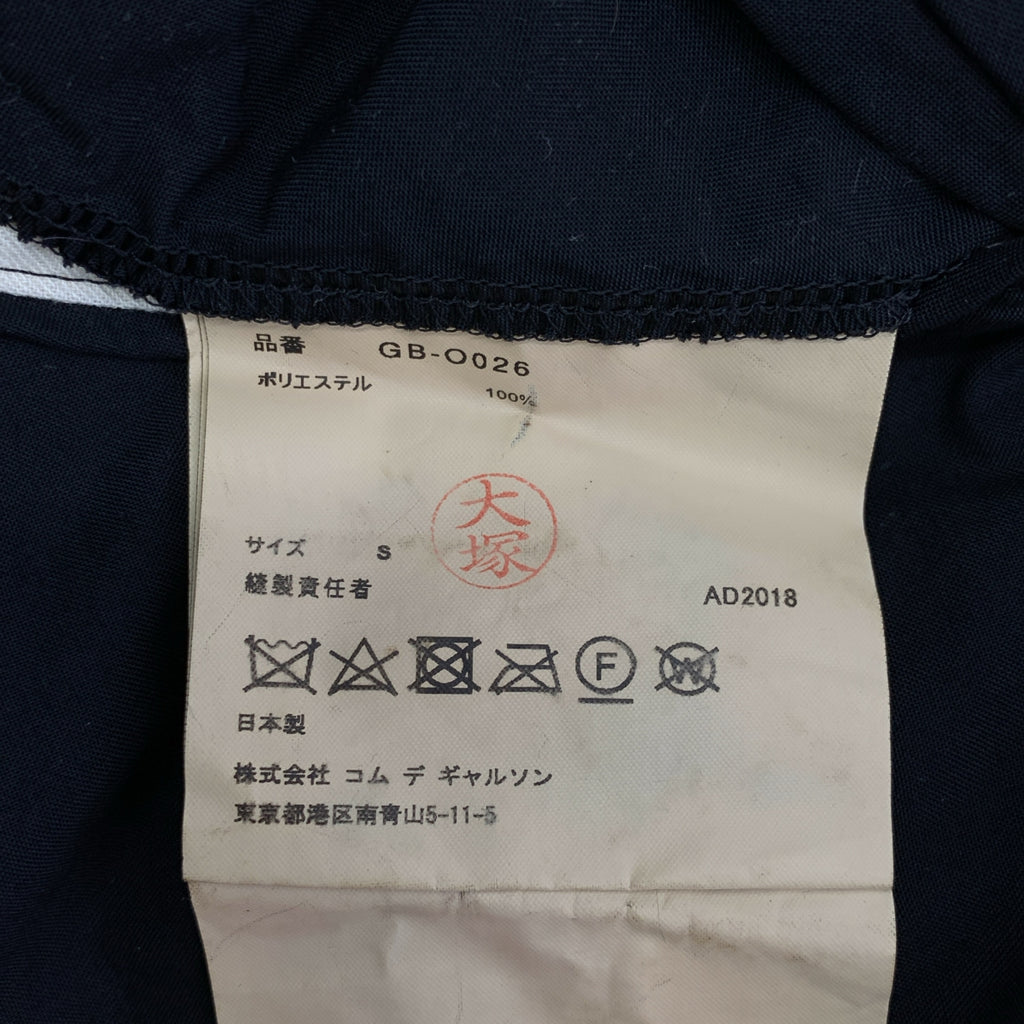 品番 GB-O026
ポリエステル 100%
大塚
サイズ S
縫製責任者 AD2018
F W
日本製
株式会社 コム デ ギャルソン
東京都港区南青山5-11-5